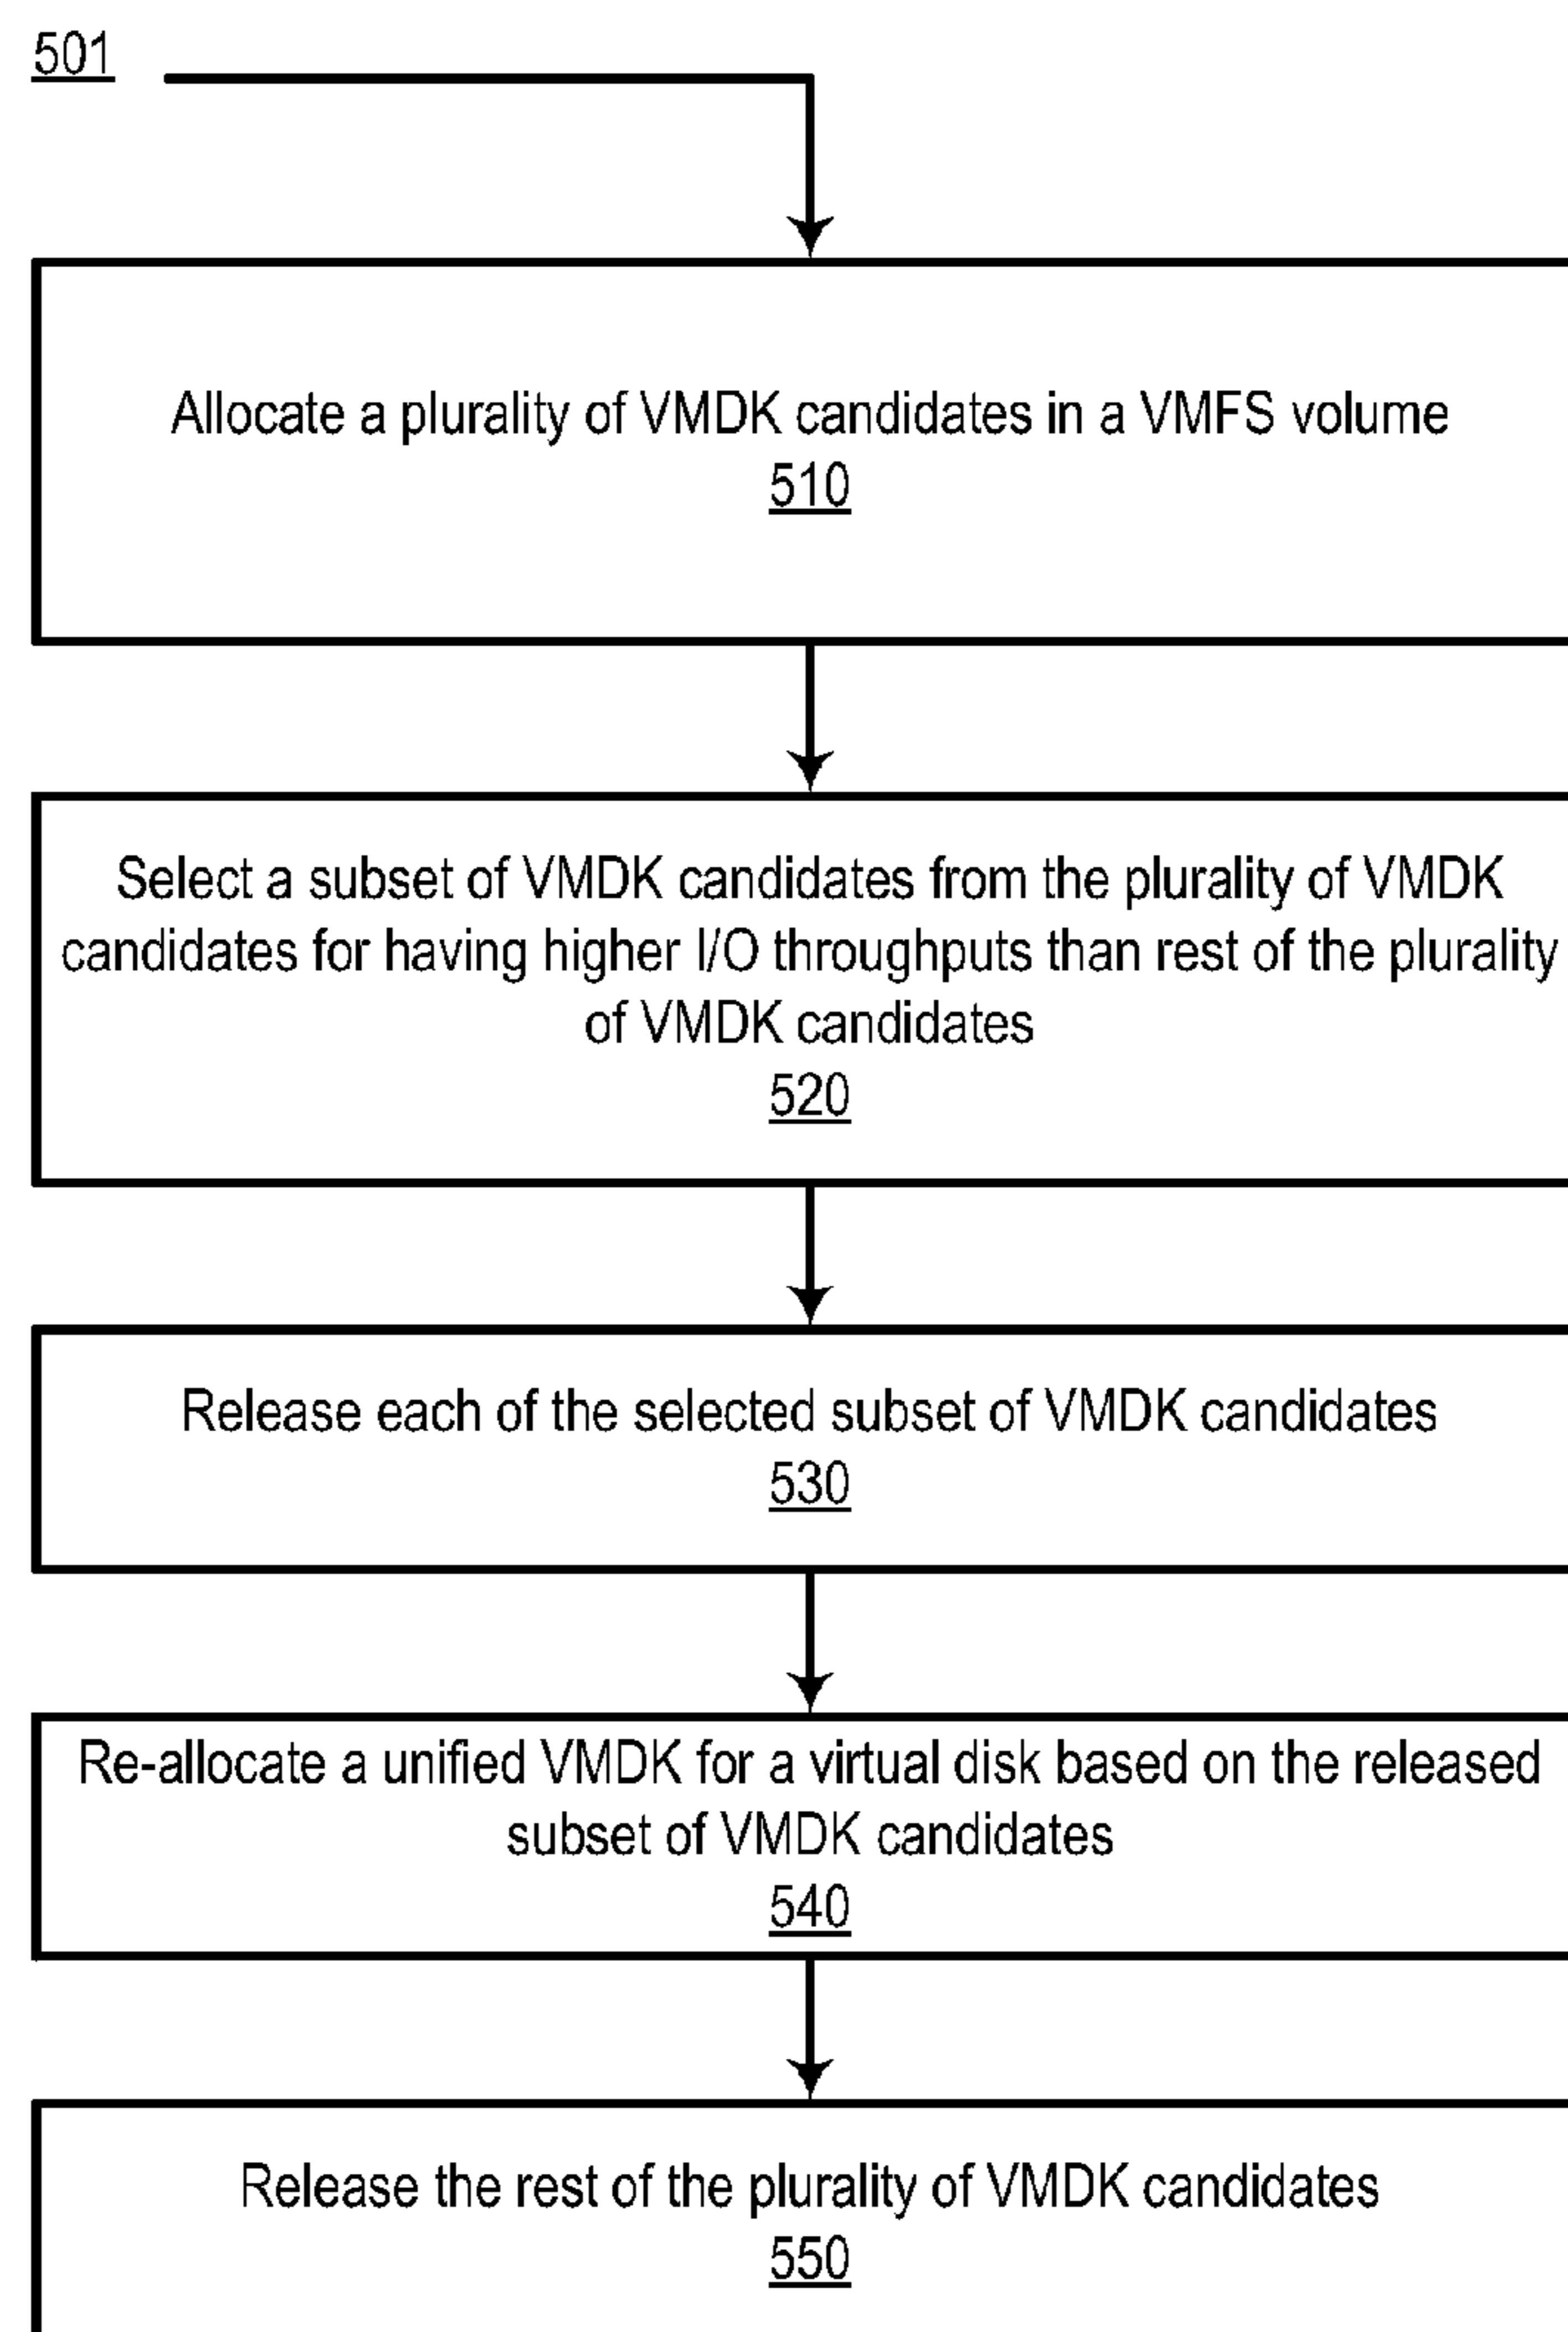 501
Allocate a plurality of VMDK candidates in a VMFS volume
510
Select a subset of VMDK candidates from the plurality of VMDK
candidates for having higher I/O throughputs than rest of the plurality
of VMDK candidates
520
Release each of the selected subset of VMDK candidates
530
Re-allocate a unified VMDK for a virtual disk based on the released
subset of VMDK candidates
540
Release the rest of the plurality of VMDK candidates
550